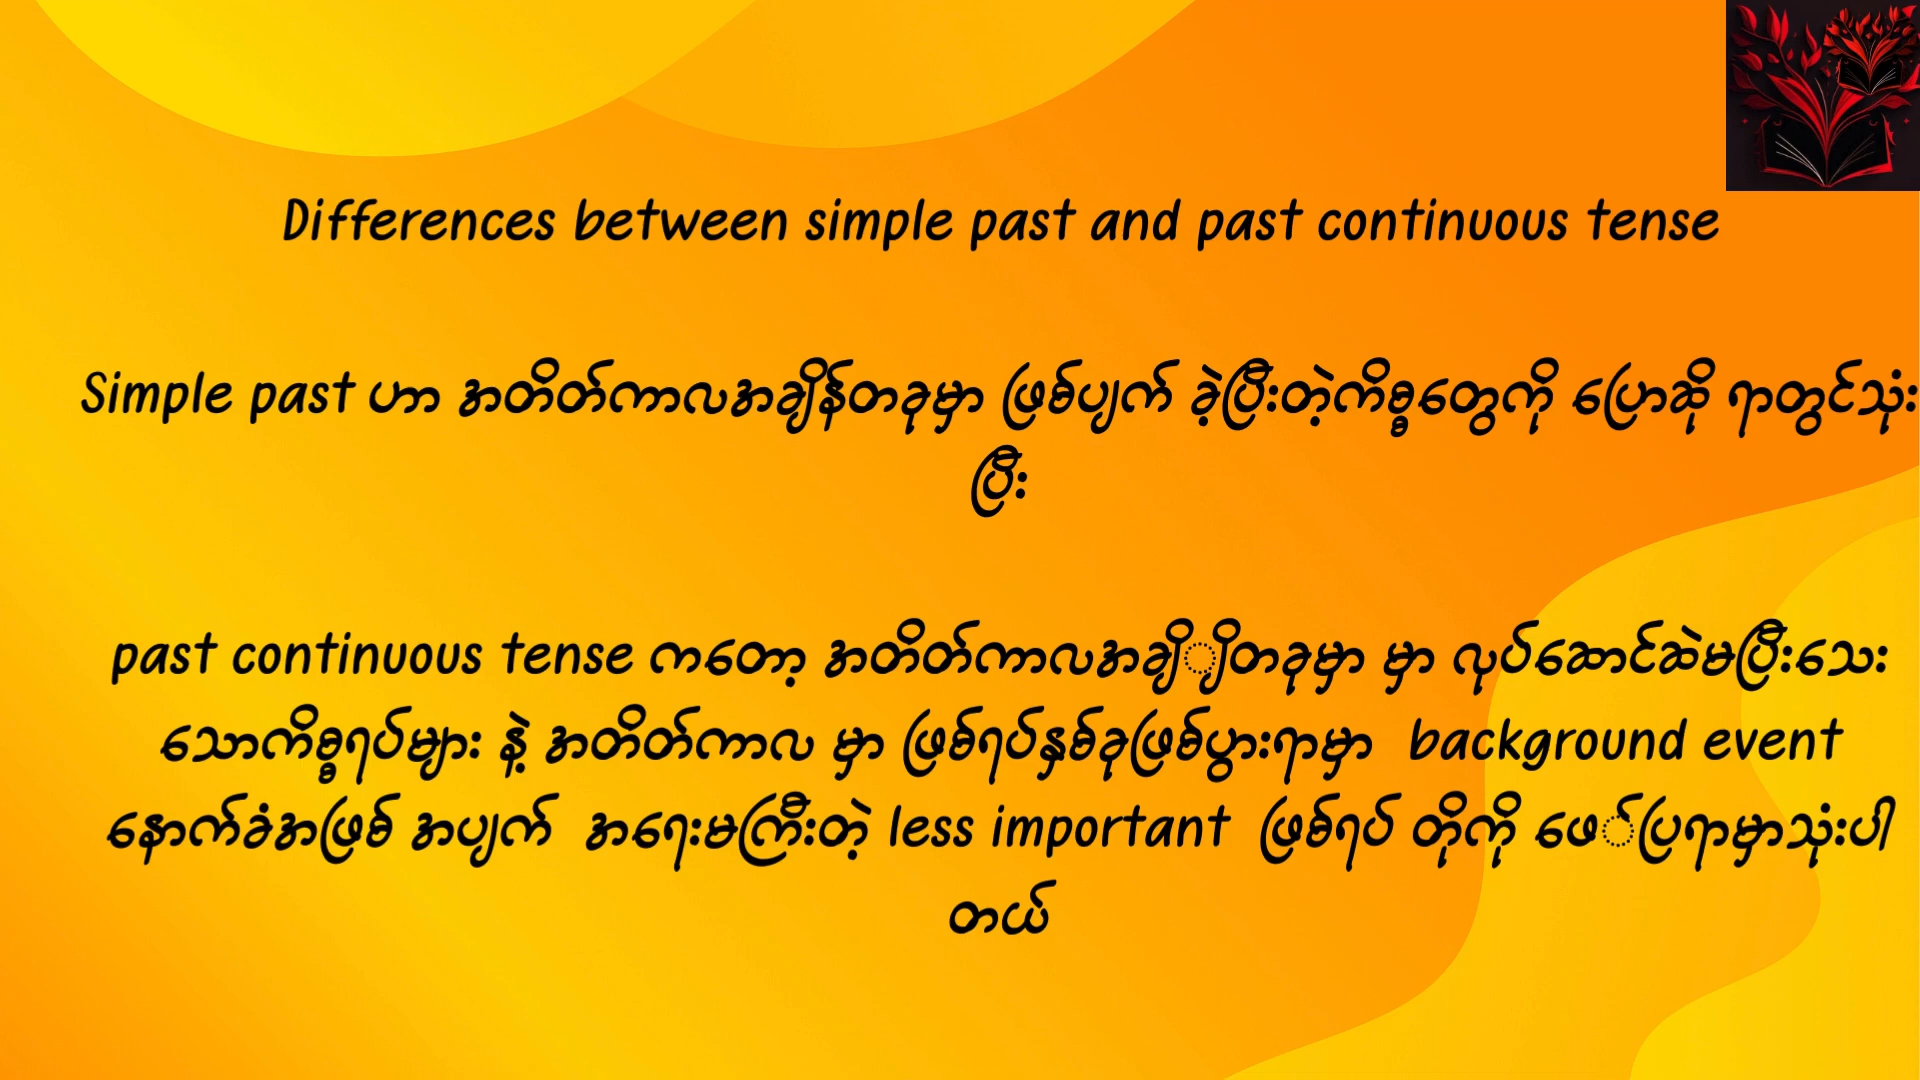 Differences between simple past and past continuous tense
Simple past ဟာ အတိတ်ကာလအချိန်တခုမှာ ဖြစ်ပျက် ခဲ့ပြီးတဲ့ကိစ္စတွေကို ပြောဆို ရာတွင်သုံး
ပြီး
past continuous tense ကတော့ အတိတ်ကာလအချိျိတခုမှာ မှာ လုပ်ဆောင်ဆဲမပြီးသေး
သောကိစ္စရပ်များ နဲ့ အတိတ်ကာလ မှာ ဖြစ်ရပ်နှစ်ခုဖြစ်ပွားရာမှာ background event
နောက်ခံအဖြစ် အပျက် အရေးမကြီးတဲ့ less important ဖြစ်ရပ် တိုကို ဖေ်ပြရာမှာသုံးပါ
တယ်